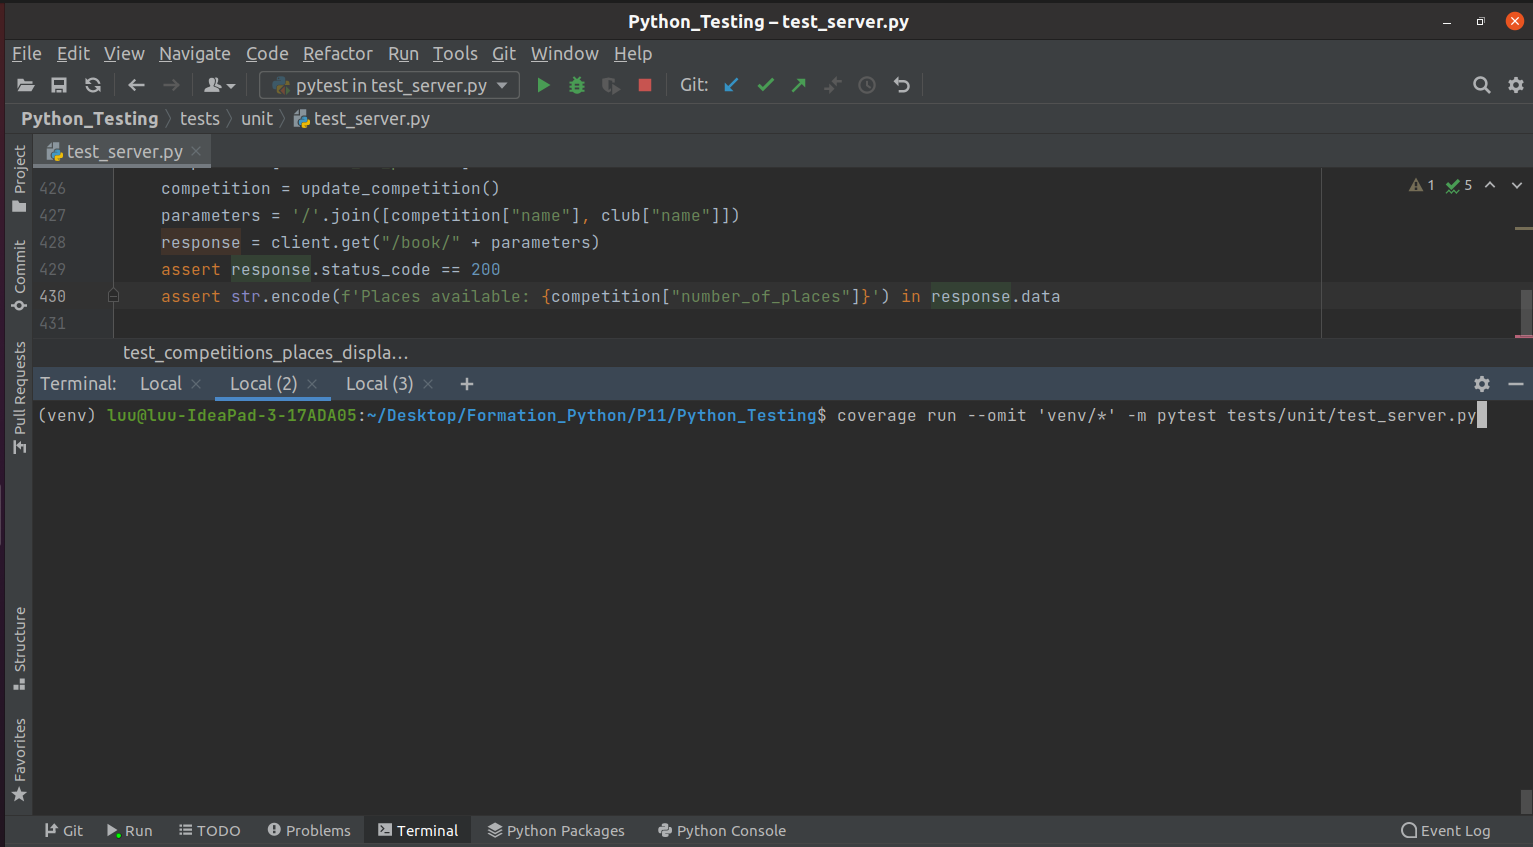 Python_Testing – test_server.py
File Edit View Navigate Code Refactor Run Tools Git Window Help
pytest in test_server.py Git:
Python_Testing tests unit test_server.py
test_server.py
Project
Commit
Pull Requests
Structure
Favorites
1 5
426 competition = update_competition()
427 parameters = '/'.join([competition["name"], club["name"]])
428 response = client.get("/book/" + parameters)
429 assert response.status_code == 200
430 assert str.encode(f'Places available: {competition["number_of_places"]}') in response.data
431
test_competitions_places_displa...
Terminal: Local Local (2) Local (3)
(venv) luu@luu-IdeaPad-3-17ADA05:~/Desktop/Formation_Python/P11/Python_Testing$ coverage run --omit 'venv/*' -m pytest tests/unit/test_server.py
Git Run TODO Problems Terminal Python Packages Python Console Event Log